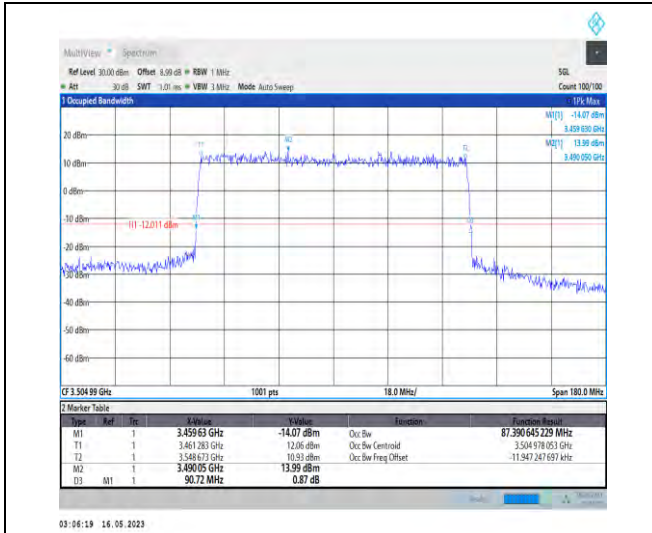 MultiView Spectrum
Ref Level 30.00 dBm Offset 8.99 dB RBW 1 MHz SGL
Att 30 dB SWT 1.01 ms VBW 3 MHz Mode Auto Sweep Count 100/100
1 Occupied Bandwidth 1Pk Max
M1[1] -14.07 dBm
3.459 630 GHz
M2[1] 13.99 dBm
3.490 050 GHz
20 dBm
M2
T1
T2
10 dBm
0 dBm
-10 dBm
M1
H1 -12.011 dBm
-20 dBm
-30 dBm
-40 dBm
-50 dBm
-60 dBm
CF 3.504 99 GHz 1001 pts 18.0 MHz/ Span 180.0 MHz
2 Marker Table
Type Ref Trc X-Value Y-Value Function Function Result
M1 1 3.459 63 GHz -14.07 dBm Occ Bw 87.390 645 229 MHz
T1 1 3.461 283 GHz 12.06 dBm Occ Bw Centroid 3.504 978 053 GHz
T2 1 3.548 673 GHz 10.93 dBm Occ Bw Freq Offset -11.947 247 697 kHz
M2 1 3.490 05 GHz 13.99 dBm
D3 M1 1 90.72 MHz 0.87 dB
03:06:19 16.05.2023